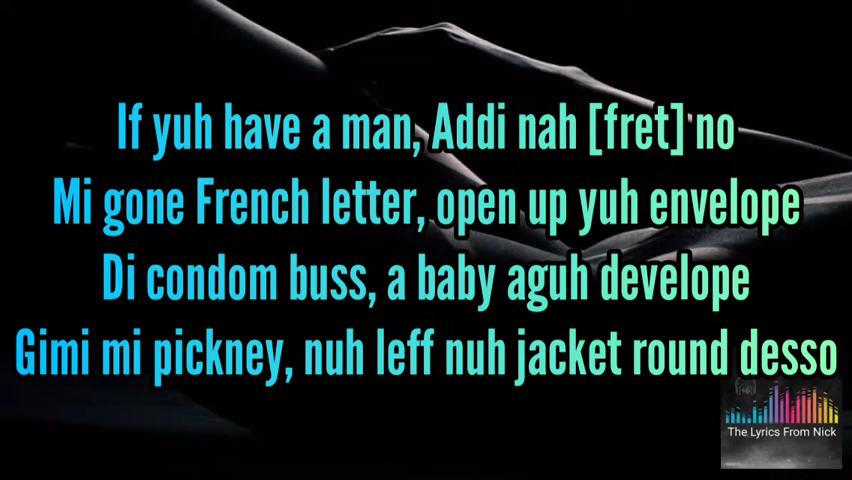 If yuh have a man, Addi nah [fret] no
Mi gone French letter, open up yuh envelope
Di condom buss, a baby aguh develope
Gimi mi pickney, nuh leff nuh jacket round desso
The Lyrics From Nick